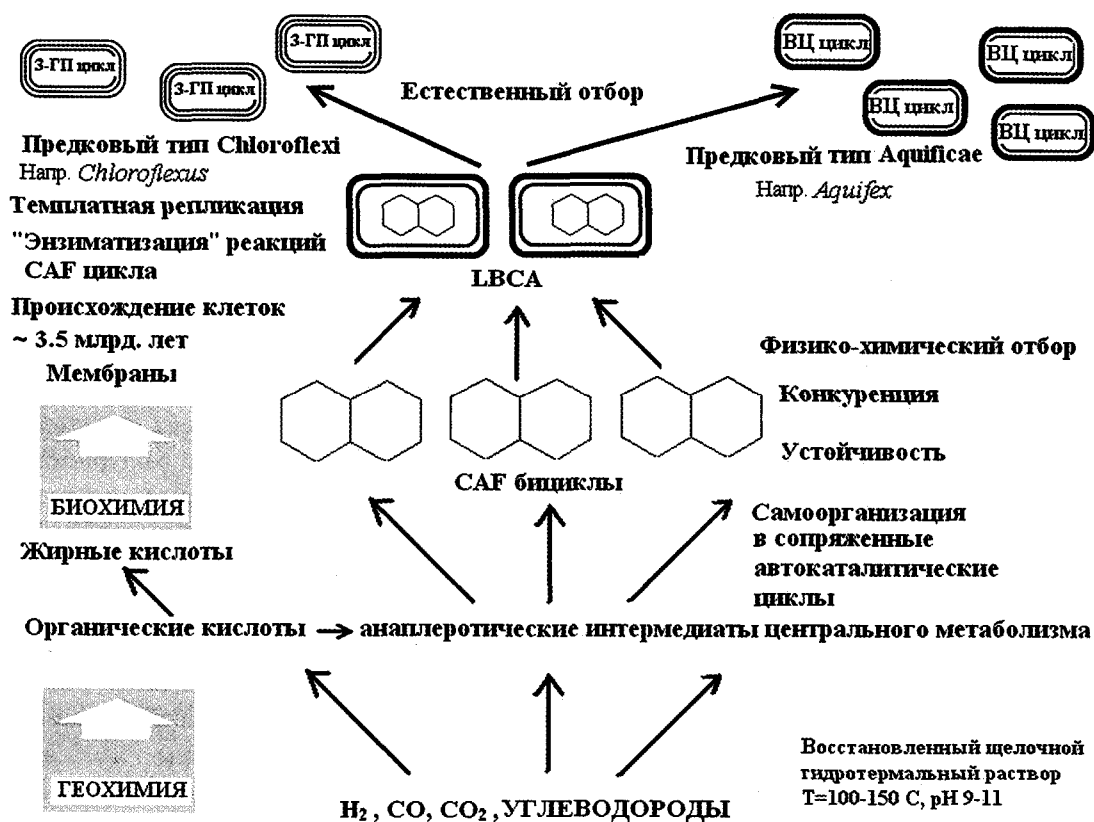 3-ГП цикл
3-ГП цикл
3-ГП цикл
ВЦ цикл
ВЦ цикл
ВЦ цикл
ВЦ цикл
Естественный отбор
Предковый тип Chloroflexi
Напр. Chloroflexus
Предковый тип Aquificae
Напр. Aquifex
Темплатная репликация
"Энзиматизация" реакций
CAF цикла
LBCA
Происхождение клеток
~ 3.5 млрд. лет
Мембраны
Физико-химический отбор
Конкуренция
Устойчивость
CAF бициклы
БИОХИМИЯ
Жирные кислоты
Самоорганизация
в сопряженные
автокаталитические
циклы
Органические кислоты → анаплеротические интермедиаты центрального метаболизма
ГЕОХИМИЯ
Восстановленный щелочной
гидротермальный раствор
Т=100-150 С, рН 9-11
H₂ , CO, CO₂ , УГЛЕВОДОРОДЫ